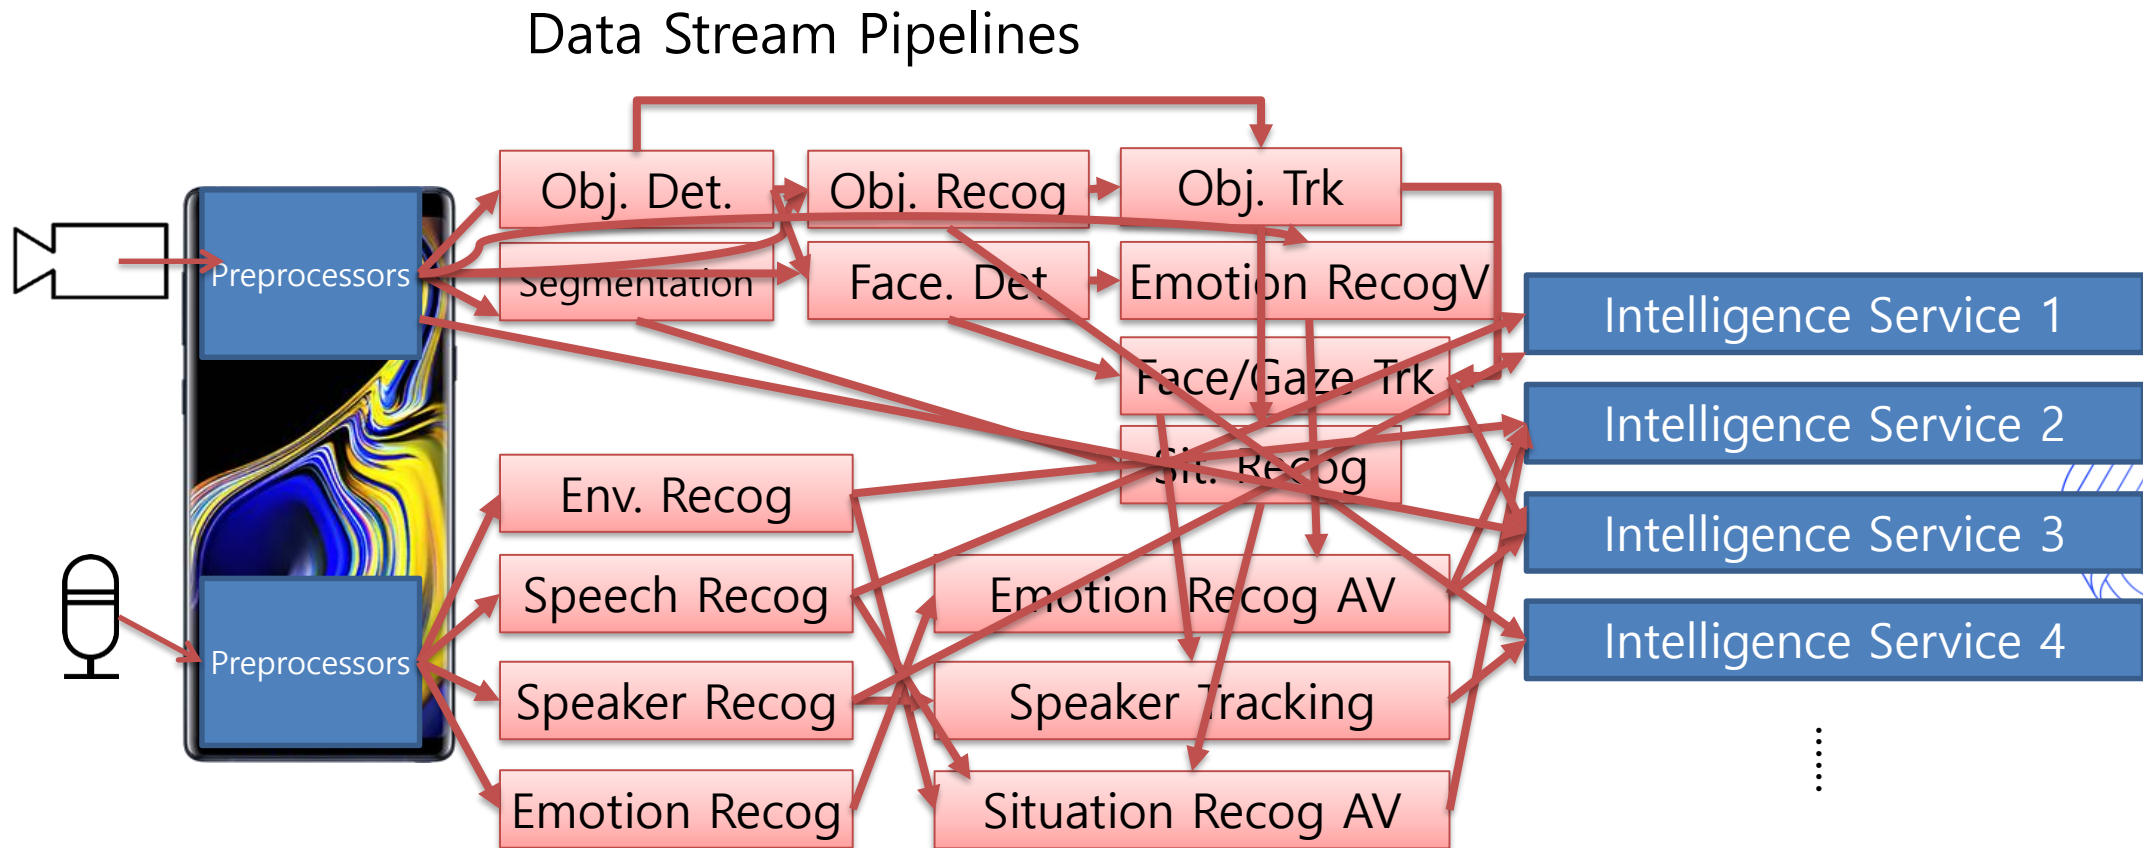 Data Stream Pipelines
Obj. Det.
Obj. Recog
Obj. Trk
Preprocessors
Segmentation
Face. Det
Emotion RecogV
Face/Gaze Trk
Sit. Recog
Intelligence Service 1
Intelligence Service 2
Intelligence Service 3
Intelligence Service 4
......
Env. Recog
Speech Recog
Emotion Recog AV
Preprocessors
Speaker Recog
Speaker Tracking
Emotion Recog
Situation Recog AV